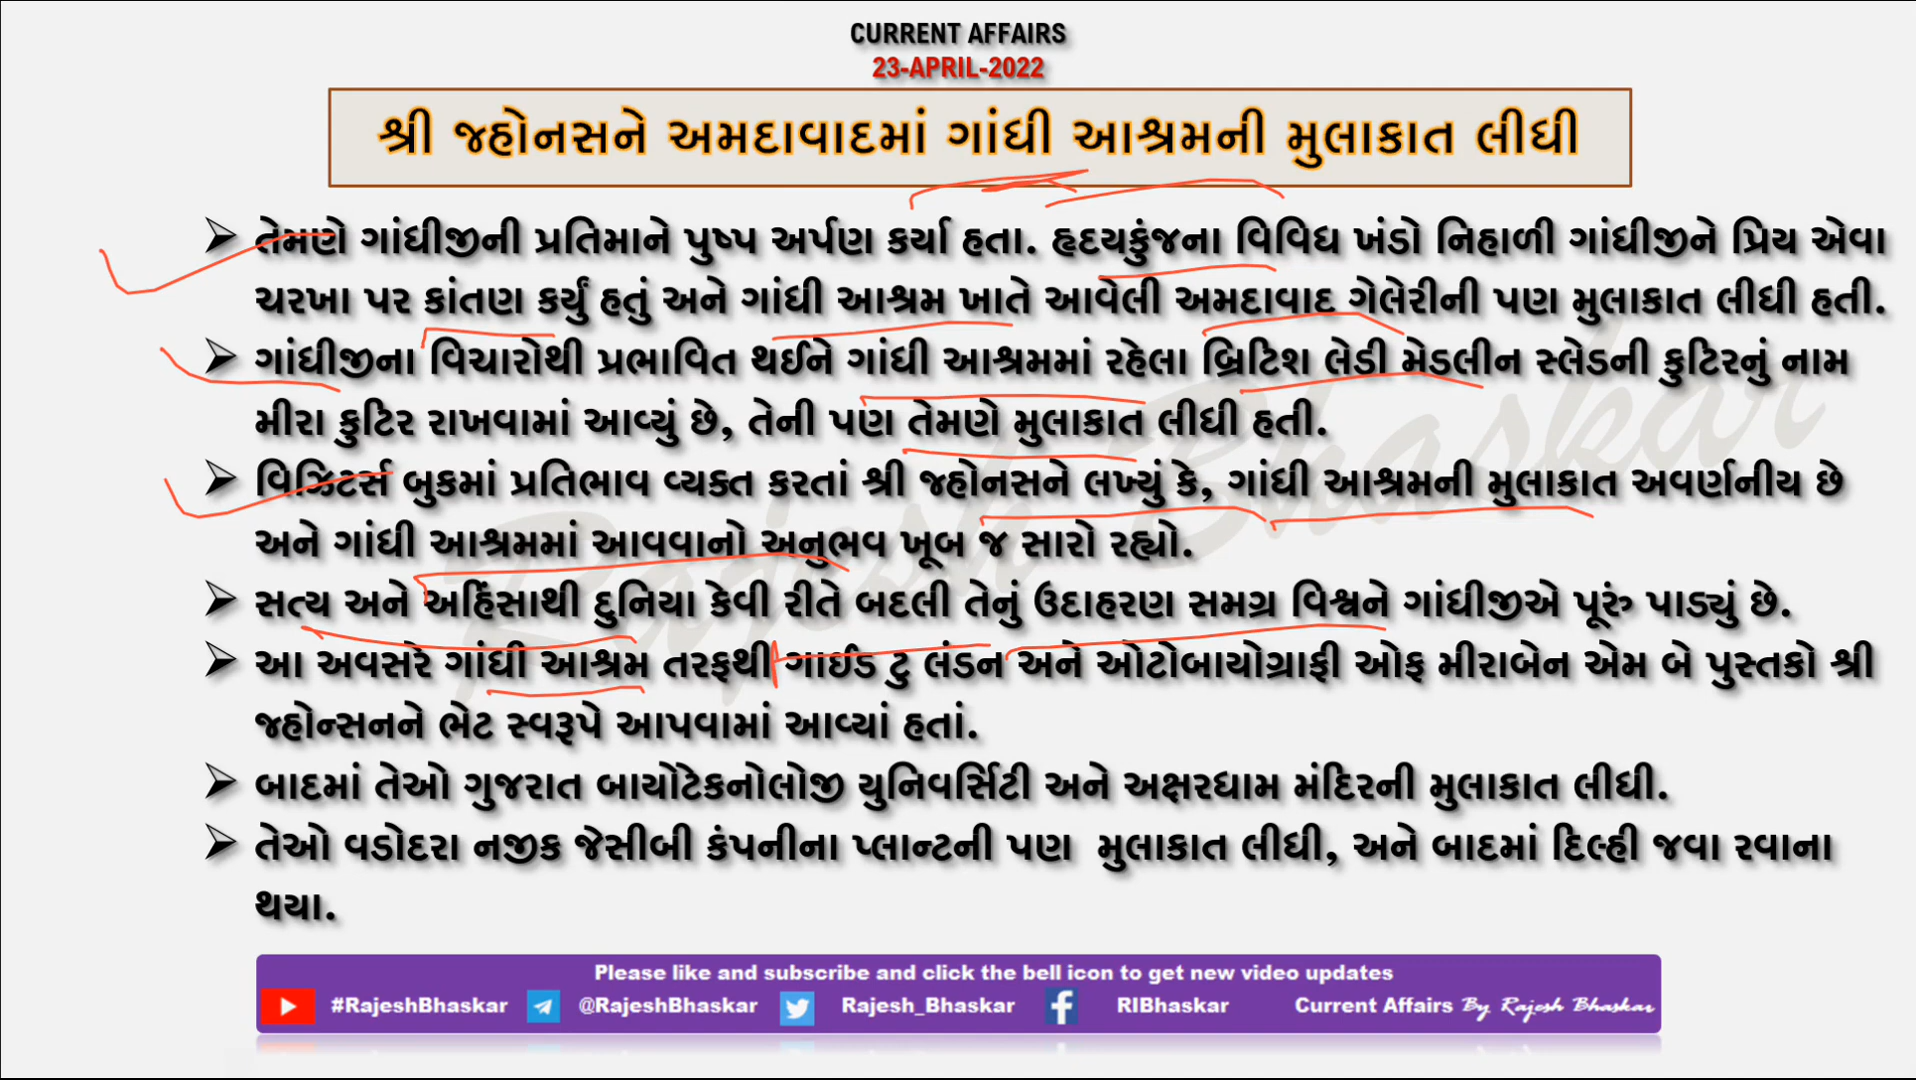 CURRENT AFFAIRS
23-APRIL-2022
શ્રી જ્હોનસને અમદાવાદમાં ગાંધી આશ્રમની મુલાકાત લીધી
➢ તેમણે ગાંધીજીની પ્રતિમાને પુષ્પ અર્પણ કર્યા હતા. હૃદયકુંજના વિવિધ ખંડો નિહાળી ગાંધીજીને પ્રિય એવા
ચરખા પર કાંતણ કર્યું હતું અને ગાંધી આશ્રમ ખાતે આવેલી અમદાવાદ ગેલેરીની પણ મુલાકાત લીધી હતી.
➢ ગાંધીજીના વિચારોથી પ્રભાવિત થઈને ગાંધી આશ્રમમાં રહેલા બ્રિટિશ લેડી મેડલીન સ્લેડની કુટિરનું નામ
મીરા કુટિર રાખવામાં આવ્યું છે, તેની પણ તેમણે મુલાકાત લીધી હતી.
➢ વિઝિટર્સ બુકમાં પ્રતિભાવ વ્યક્ત કરતાં શ્રી જ્હોનસને લખ્યું કે, ગાંધી આશ્રમની મુલાકાત અવર્ણનીય છે
અને ગાંધી આશ્રમમાં આવવાનો અનુભવ ખૂબ જ સારો રહ્યો.
➢ સત્ય અને અહિંસાથી દુનિયા કેવી રીતે બદલી તેનું ઉદાહરણ સમગ્ર વિશ્વને ગાંધીજીએ પૂરું પાડ્યું છે.
➢ આ અવસરે ગાંધી આશ્રમ તરફથી ગાઈડ ટુ લંડન અને ઓટોબાયોગ્રાફી ઓફ મીરાબેન એમ બે પુસ્તકો શ્રી
જ્હોન્સનને ભેટ સ્વરૂપે આપવામાં આવ્યાં હતાં.
➢ બાદમાં તેઓ ગુજરાત બાયોટેકનોલોજી યુનિવર્સિટી અને અક્ષરધામ મંદિરની મુલાકાત લીધી.
➢ તેઓ વડોદરા નજીક જેસીબી કંપનીના પ્લાન્ટની પણ મુલાકાત લીધી, અને બાદમાં દિલ્હી જવા રવાના
થયા.
Rajesh Bhaskar
Please like and subscribe and click the bell icon to get new video updates
#RajeshBhaskar @RajeshBhaskar Rajesh_Bhaskar RIBhaskar Current Affairs By Rajesh Bhaskar